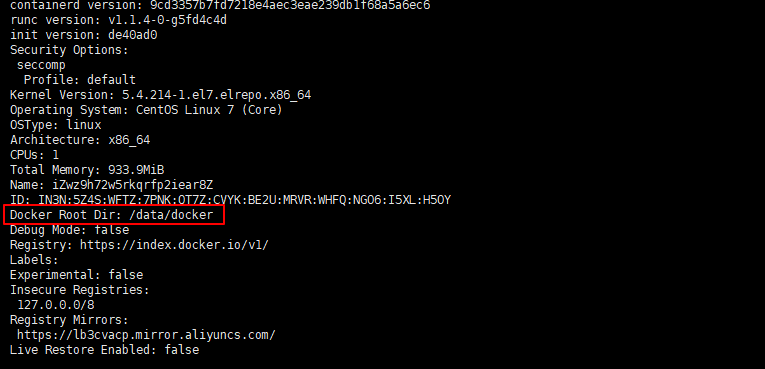 containerd version: 9cd3357b7fd7218e4aec3eae239db1f68a5a6ec6
runc version: v1.1.4-0-g5fd4c4d
init version: de40ad0
Security Options:
seccomp
Profile: default
Kernel Version: 5.4.214-1.el7.elrepo.x86_64
Operating System: CentOS Linux 7 (Core)
OSType: linux
Architecture: x86_64
CPUs: 1
Total Memory: 933.9MiB
Name: iZwz9h72w5rkqrfp2iear8Z
ID: IN3N:5Z4S:WFTZ:7PNK:OT7Z:CVYK:BE2U:MRVR:WHFQ:NGO6:I5XL:H5OY
Docker Root Dir: /data/docker
Debug Mode: false
Registry: https://index.docker.io/v1/
Labels:
Experimental: false
Insecure Registries:
127.0.0.0/8
Registry Mirrors:
https://lb3cvacp.mirror.aliyuncs.com/
Live Restore Enabled: false